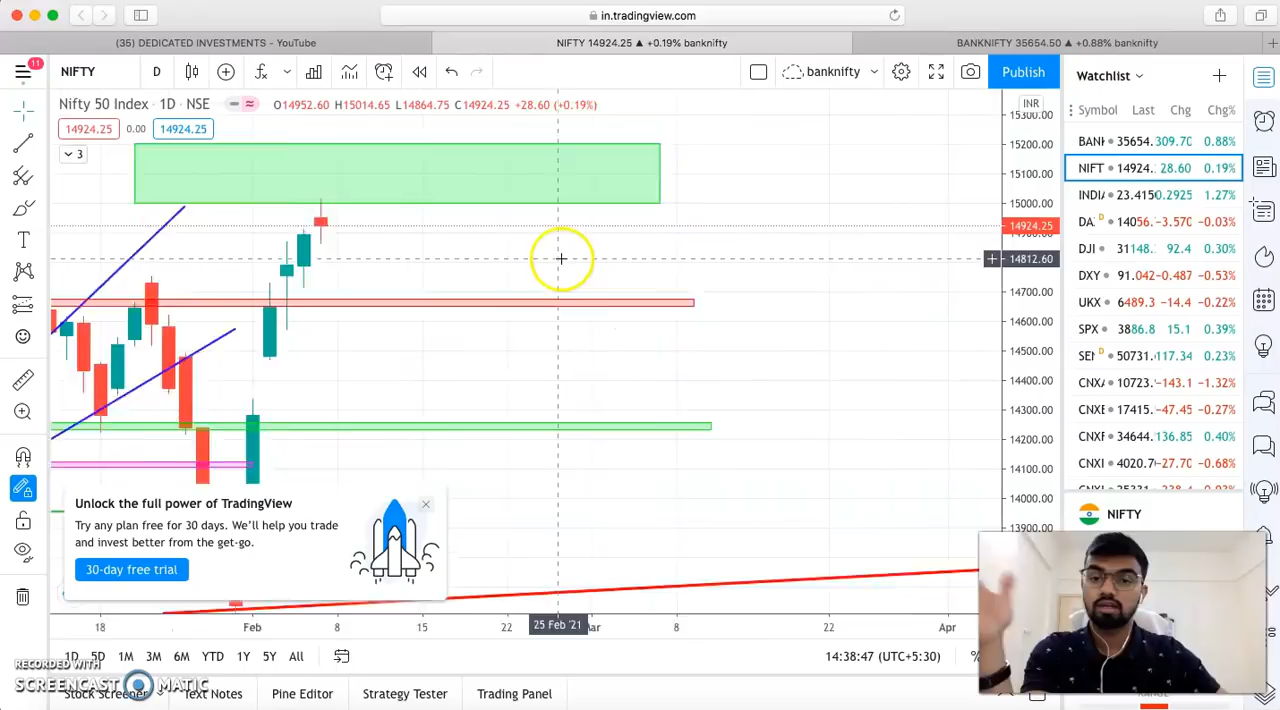 in.tradingview.com
(35) DEDICATED INVESTMENTS - YouTube
NIFTY 14924.25 ▲ +0.19% banknifty
BANKNIFTY 35654.50 ▲ +0.88% banknifty
11
NIFTY D banknifty Publish
Watchlist
Nifty 50 Index · 1D · NSE O14952.60 H15014.65 L14864.75 C14924.25 +28.60 (+0.19%)
14924.25 0.00 14924.25
3
INR
15300.00
15200.00
15100.00
15000.00
14924.25
14812.60
14700.00
14600.00
14500.00
14400.00
14300.00
14200.00
14100.00
14000.00
13900.00
Symbol Last Chg Chg%
BANK 35654. 309.70 0.88%
NIFT 14924. 28.60 0.19%
INDIA 23.4150 0.2925 1.27%
DA. D 14056. -3.570 -0.03%
DJI 31148. 92.4 0.30%
DXY 91.042 -0.487 -0.53%
UKX 6489.3 -14.4 -0.22%
SPX 3886.8 15.1 0.39%
SEN D 50731. 117.34 0.23%
CNXA 10723. -143.1 -1.32%
CNXE 17415. -47.45 -0.27%
CNXF 34644. 136.85 0.40%
CNXI 4020.7 -27.70 -0.68%
NIFTY
Unlock the full power of TradingView
Try any plan free for 30 days. We'll help you trade
and invest better from the get-go.
30-day free trial
18 Feb 8 15 22 25 Feb '21 Mar 8 22 Apr
1D 5D 1M 3M 6M YTD 1Y 5Y All 14:38:47 (UTC+5:30) %
RECORDED WITH
SCREENCAST MATIC
Stock Screener Text Notes Pine Editor Strategy Tester Trading Panel